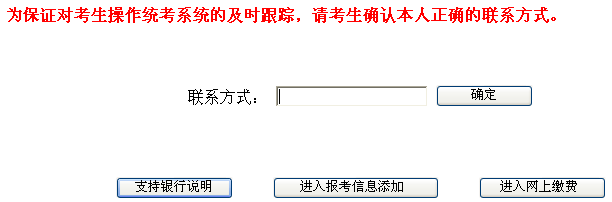 为保证对考生操作统考系统的及时跟踪，请考生确认本人正确的联系方式。
联系方式： 确定
支持银行说明 进入报考信息添加 进入网上缴费